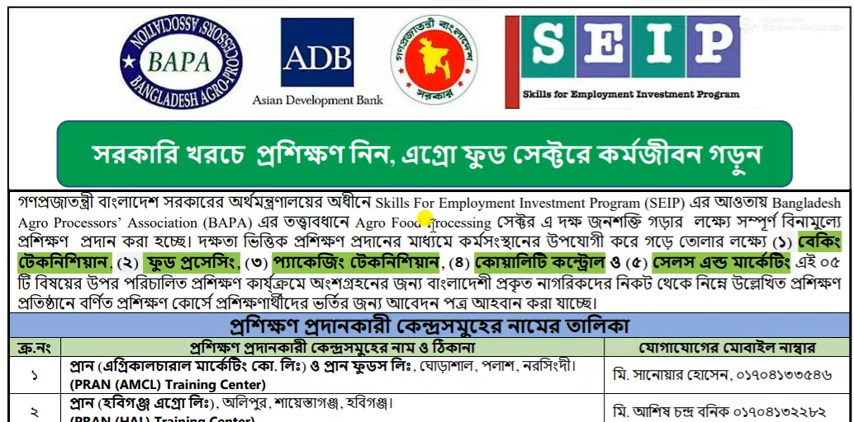 BANGLADESH AGRO-PROCESSORS' ASSOCIATION
BAPA
ADB
Asian Development Bank
গণপ্রজাতন্ত্রী বাংলাদেশ
সরকার
SEIP
Skills for Employment Investment Program
সরকারি খরচে প্রশিক্ষণ নিন, এগ্রো ফুড সেক্টরে কর্মজীবন গড়ুন
গণপ্রজাতন্ত্রী বাংলাদেশ সরকারের অর্থমন্ত্রণালয়ের অধীনে Skills For Employment Investment Program (SEIP) এর আওতায় Bangladesh
Agro Processors' Association (BAPA) এর তত্ত্বাবধানে Agro Food Processing সেক্টর এ দক্ষ জনশক্তি গড়ার লক্ষ্যে সম্পূর্ণ বিনামূল্যে
প্রশিক্ষণ প্রদান করা হচ্ছে। দক্ষতা ভিত্তিক প্রশিক্ষণ প্রদানের মাধ্যমে কর্মসংস্থানের উপযোগী করে গড়ে তোলার লক্ষ্যে (১) বেকিং
টেকনিশিয়ান, (২) ফুড প্রসেসিং, (৩) প্যাকেজিং টেকনিশিয়ান, (৪) কোয়ালিটি কন্ট্রোল ও (৫) সেলস এন্ড মার্কেটিং এই ০৫
টি বিষয়ের উপর পরিচালিত প্রশিক্ষণ কার্যক্রমে অংশগ্রহনের জন্য বাংলাদেশী প্রকৃত নাগরিকদের নিকট থেকে নিম্নে উল্লেখিত প্রশিক্ষণ
প্রতিষ্ঠানে বর্ণিত প্রশিক্ষণ কোর্সে প্রশিক্ষণার্থীদের ভর্তির জন্য আবেদন পত্রী আহবান করা যাচ্ছে।
প্রশিক্ষণ প্রদানকারী কেন্দ্রসমুহের নামের তালিকা
ক্র.নং প্রশিক্ষণ প্রদানকারী কেন্দ্রসমুহের নাম ও ঠিকানা যোগাযোগের মোবাইল নাম্বার
১ প্রান (এগ্রিকালচারাল মার্কেটিং কো. লিঃ) ও প্রান ফুডস লিঃ, ঘোড়াশাল, পলাশ, নরসিংদী। মি. সানোয়ার হোসেন, ০১৭০৪১৩৩৫৪৬
(PRAN (AMCL) Training Center)
২ প্রান (হবিগঞ্জ এগ্রো লিঃ), অলিপুর, শায়েস্তাগঞ্জ, হবিগঞ্জ। মি. আশিষ চন্দ্র বনিক ০১৭০৪১৩২২৮২
(PRAN (HAL) Training Center)